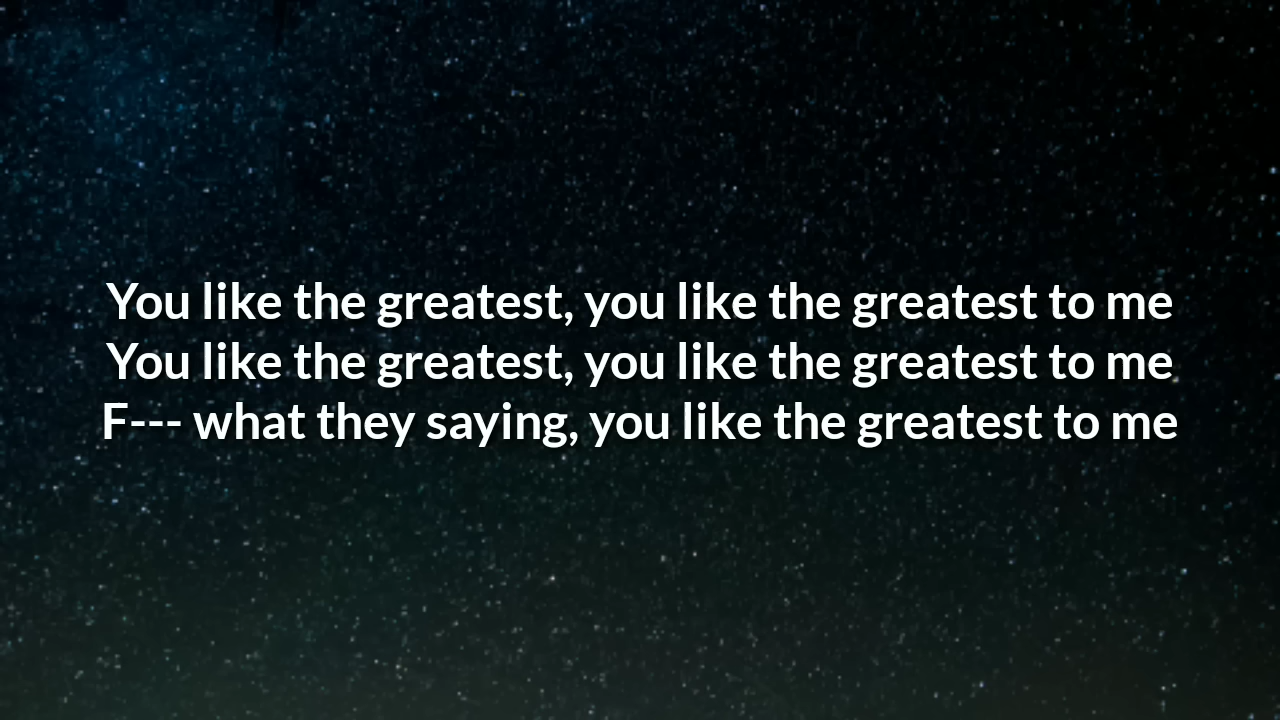 You like the greatest, you like the greatest to me
You like the greatest, you like the greatest to me
F--- what they saying, you like the greatest to me